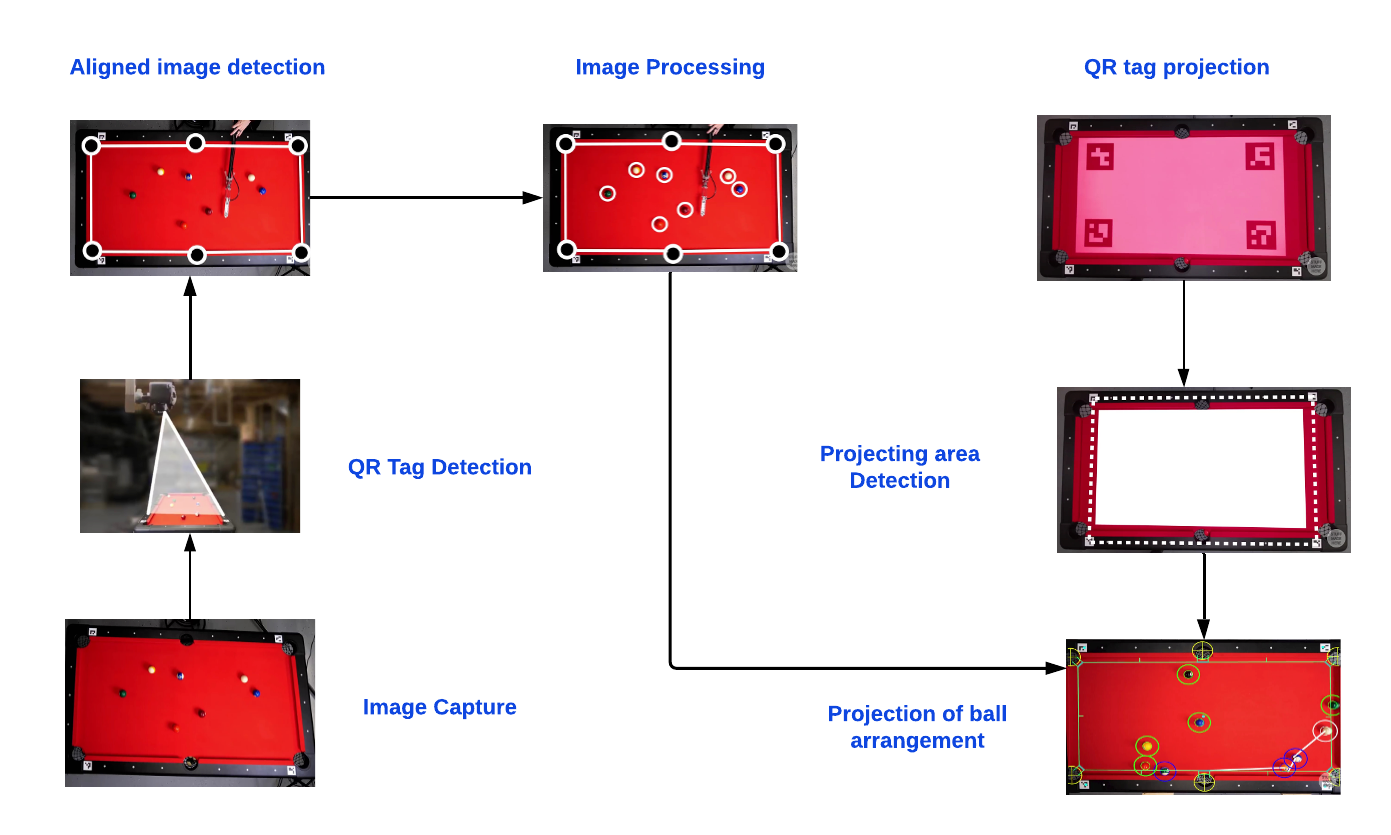 Aligned image detection
Image Processing
QR tag projection
QR Tag Detection
Projecting area
Detection
Image Capture
Projection of ball
arrangement